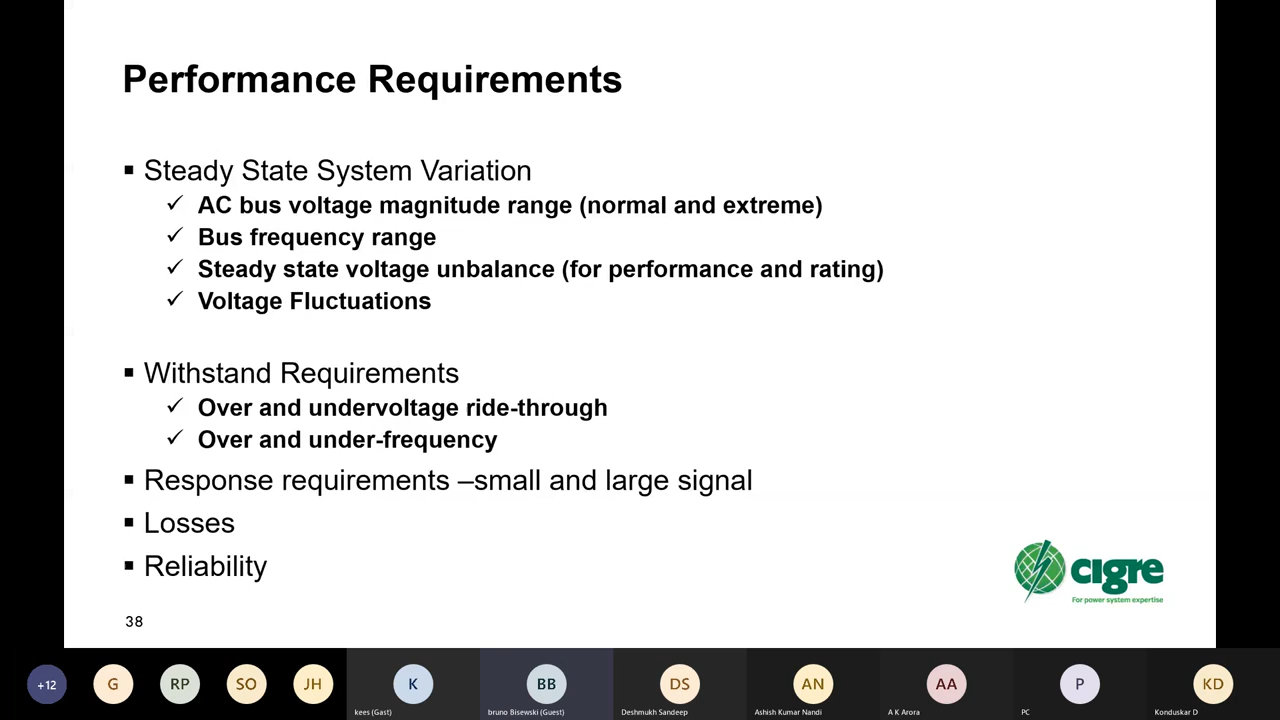 Performance Requirements
▪ Steady State System Variation
✓ AC bus voltage magnitude range (normal and extreme)
✓ Bus frequency range
✓ Steady state voltage unbalance (for performance and rating)
✓ Voltage Fluctuations
▪ Withstand Requirements
✓ Over and undervoltage ride-through
✓ Over and under-frequency
▪ Response requirements –small and large signal
▪ Losses
▪ Reliability
cigre
For power system expertise
38
+12 G RP SO JH K BB DS AN AA P KD
kees (Gast) bruno Bisewski (Guest) Deshmukh Sandeep Ashish Kumar Nandi A K Arora PC Konduskar D